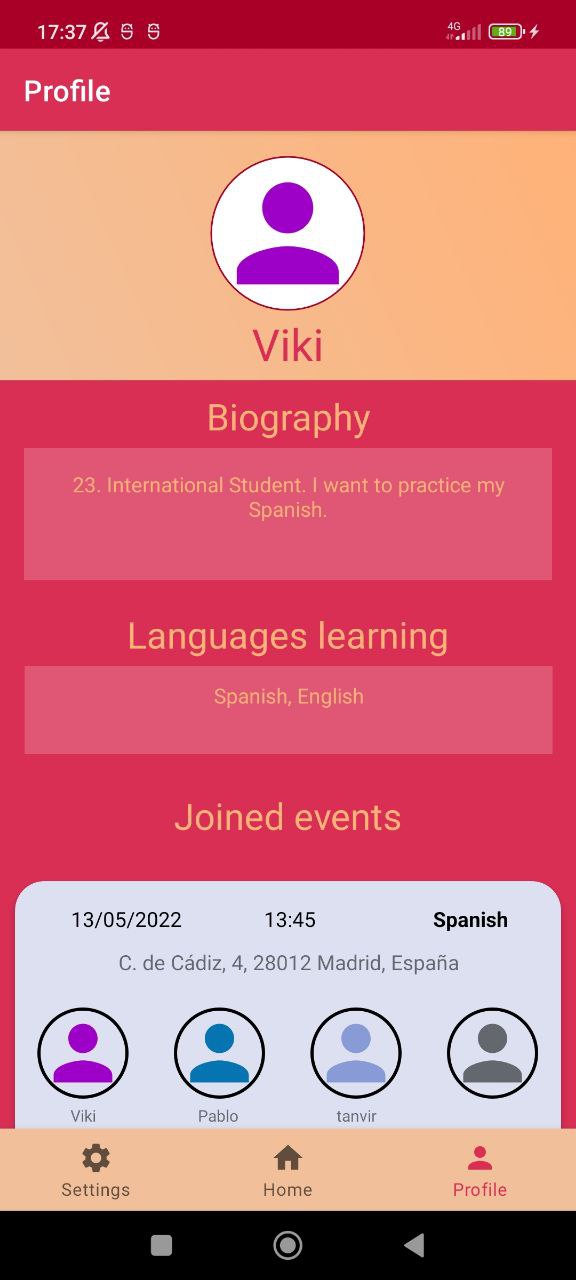 17:37
4G
89
Profile
Viki
Biography
23. International Student. I want to practice my
Spanish.
Languages learning
Spanish, English
Joined events
13/05/2022 13:45 Spanish
C. de Cádiz, 4, 28012 Madrid, España
Viki Pablo tanvir
Settings Home Profile